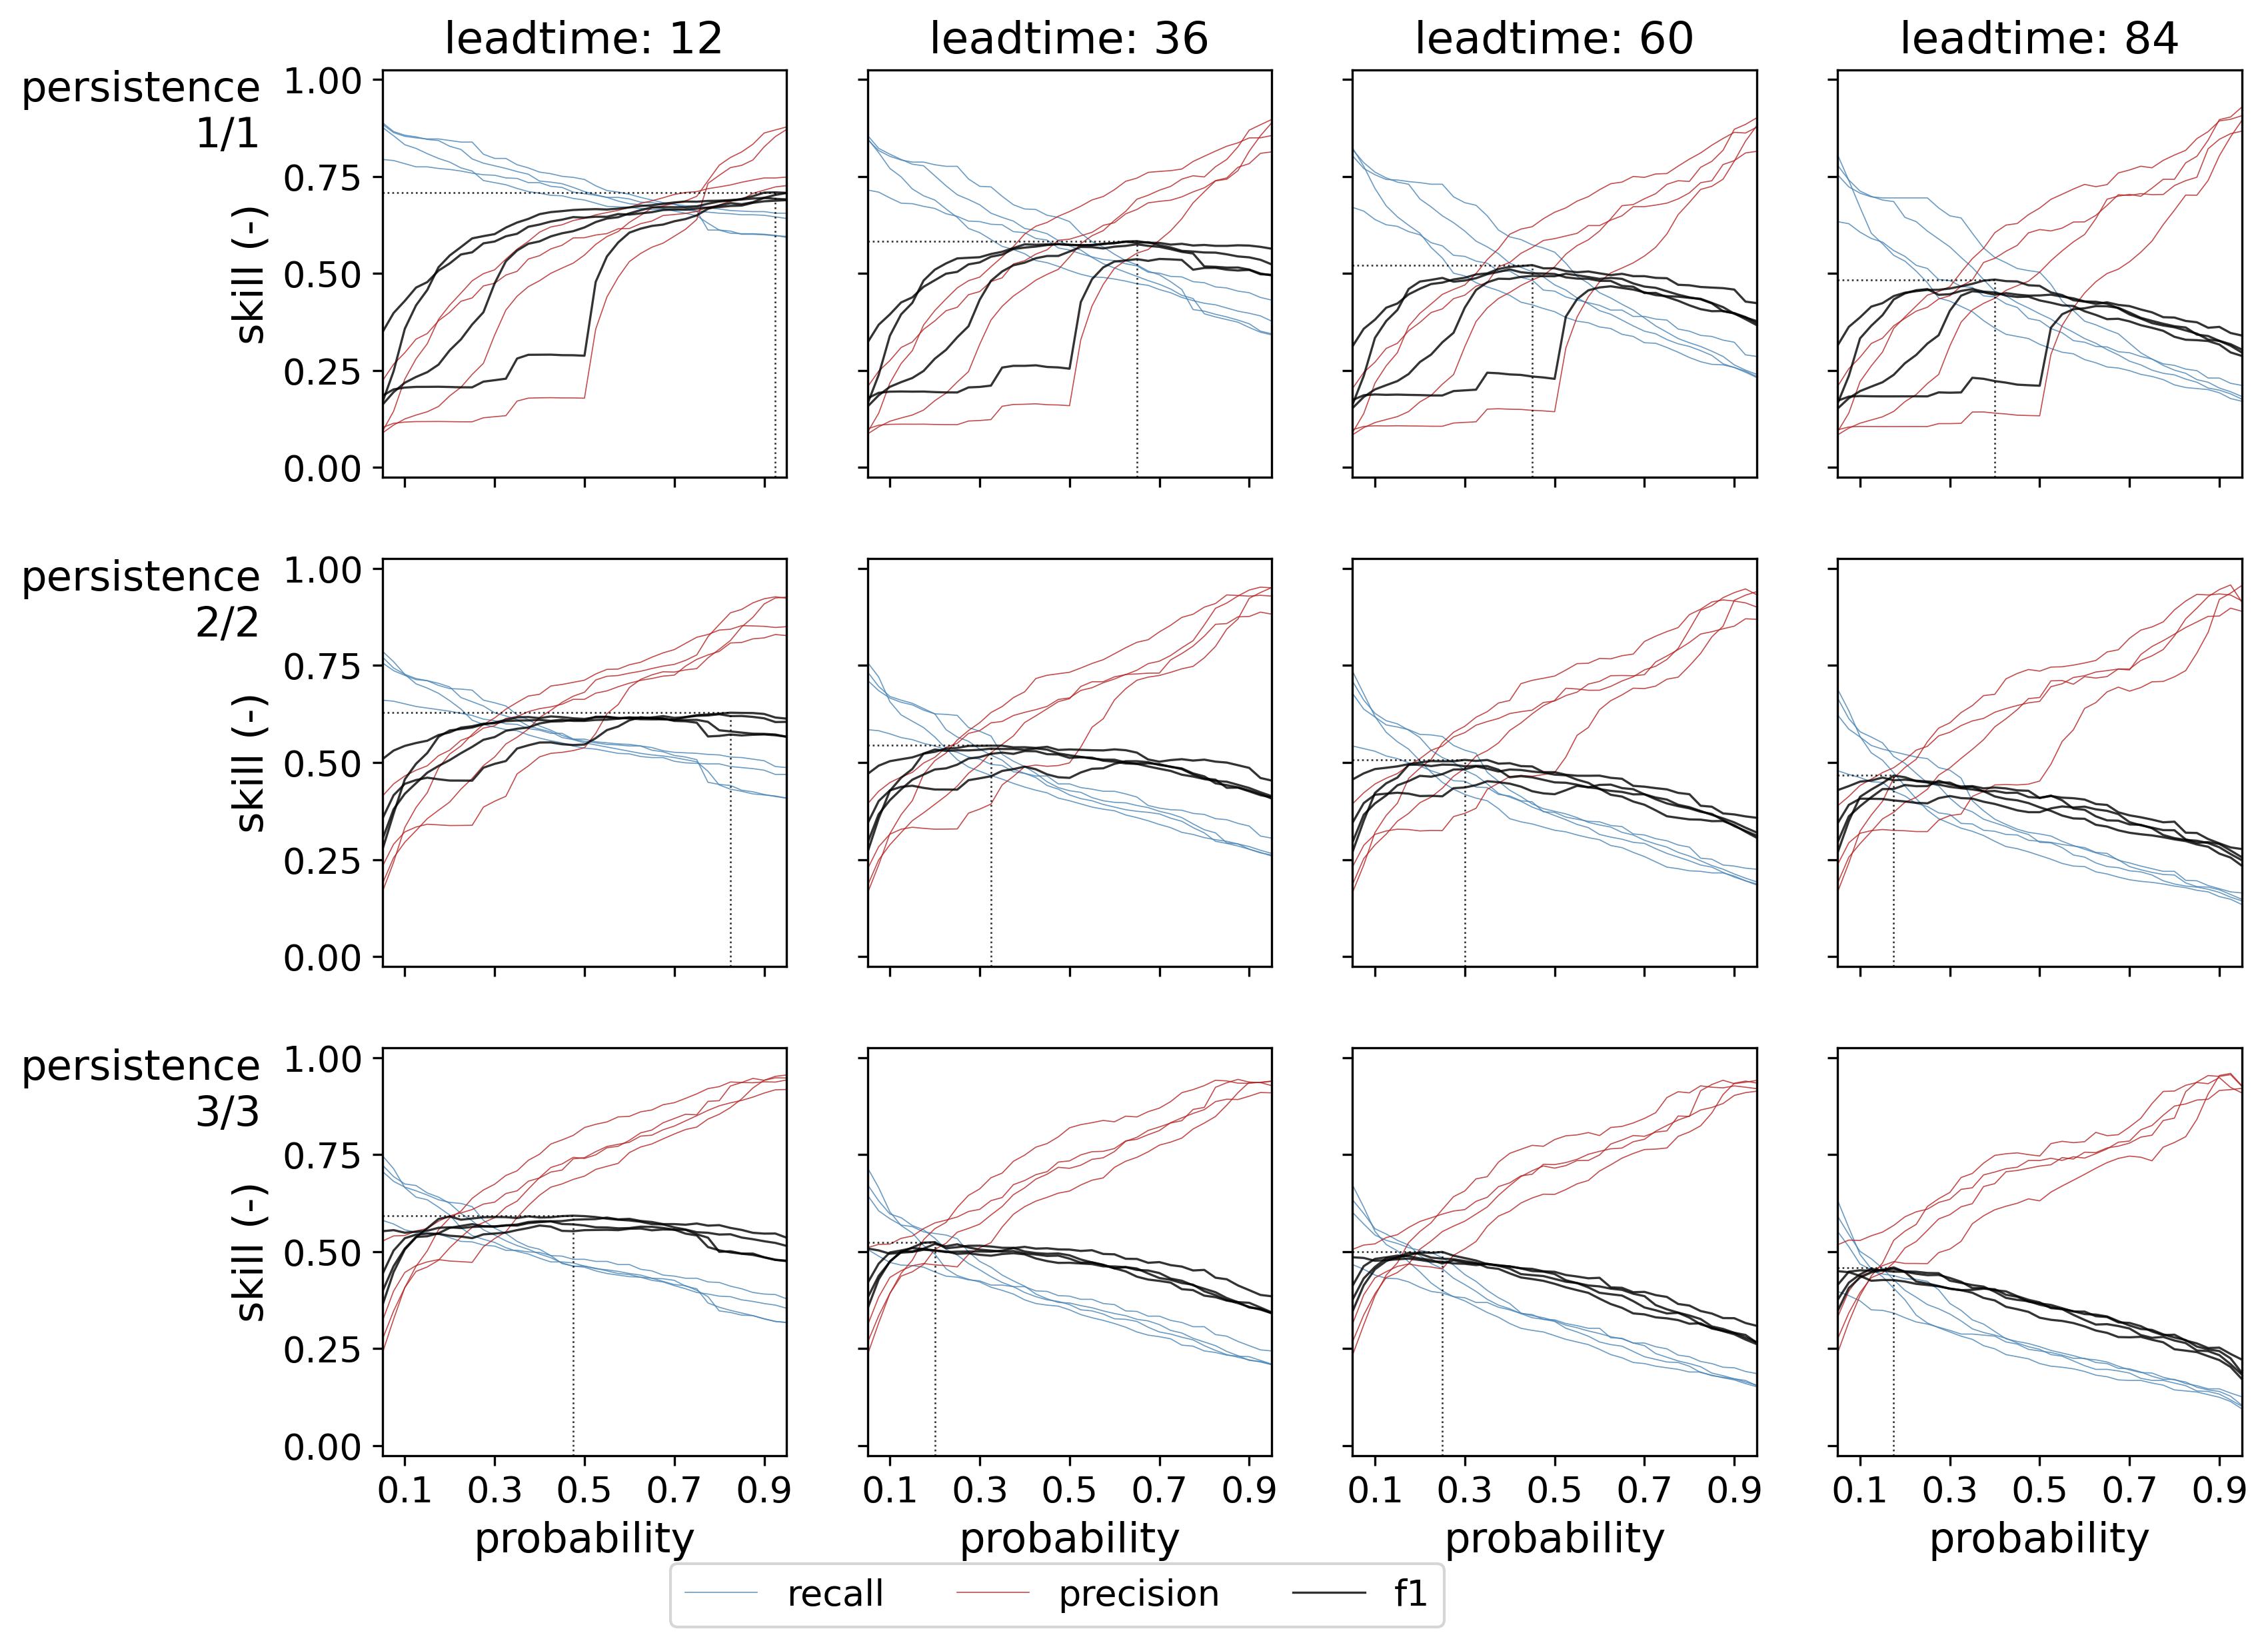 leadtime: 12 leadtime: 36 leadtime: 60 leadtime: 84
persistence
1/1
1.00
0.75
0.50
0.25
0.00
skill (-)
persistence
2/2
1.00
0.75
0.50
0.25
0.00
skill (-)
persistence
3/3
1.00
0.75
0.50
0.25
0.00
skill (-)
0.1 0.3 0.5 0.7 0.9 0.1 0.3 0.5 0.7 0.9 0.1 0.3 0.5 0.7 0.9 0.1 0.3 0.5 0.7 0.9
probability probability probability probability
recall precision f1